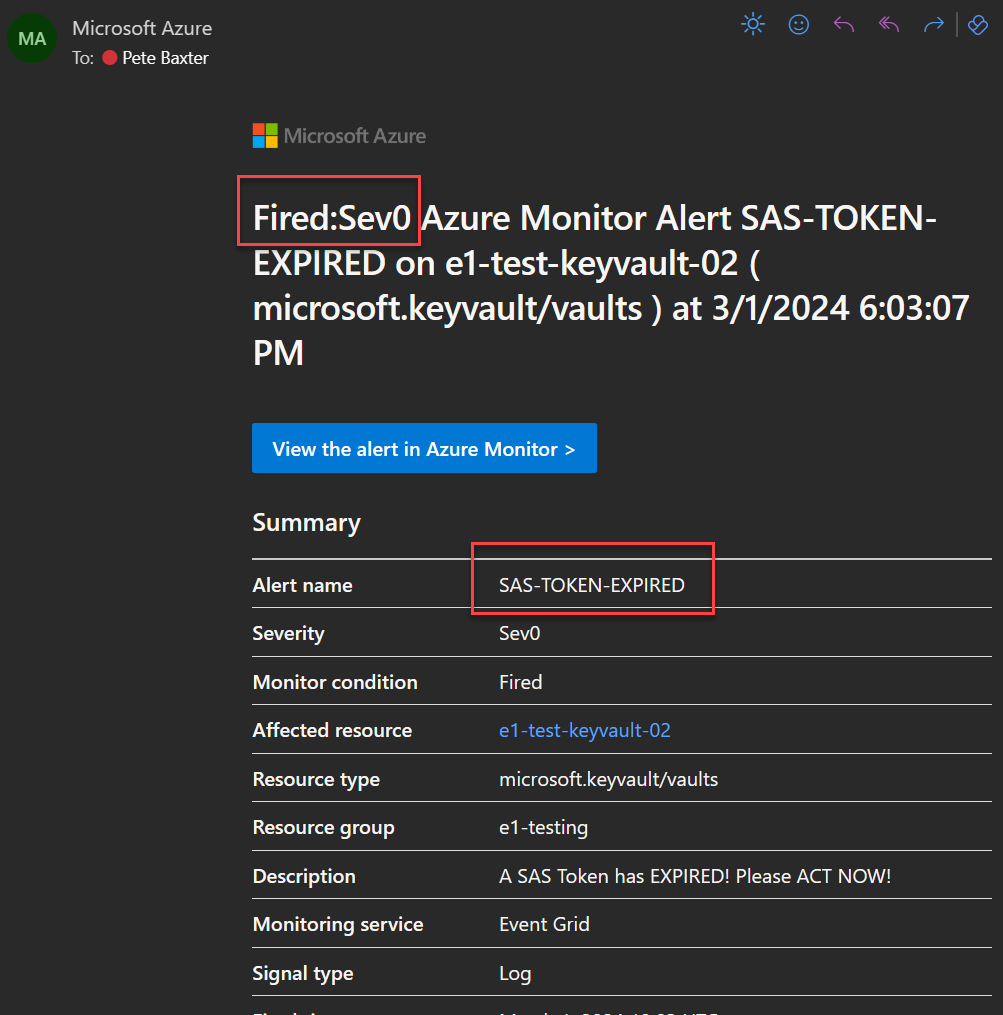 MA
Microsoft Azure
To: Pete Baxter
Microsoft Azure
Fired:Sev0 Azure Monitor Alert SAS-TOKEN-
EXPIRED on e1-test-keyvault-02 (
microsoft.keyvault/vaults ) at 3/1/2024 6:03:07
PM
View the alert in Azure Monitor >
Summary
Alert name SAS-TOKEN-EXPIRED
Severity Sev0
Monitor condition Fired
Affected resource e1-test-keyvault-02
Resource type microsoft.keyvault/vaults
Resource group e1-testing
Description A SAS Token has EXPIRED! Please ACT NOW!
Monitoring service Event Grid
Signal type Log